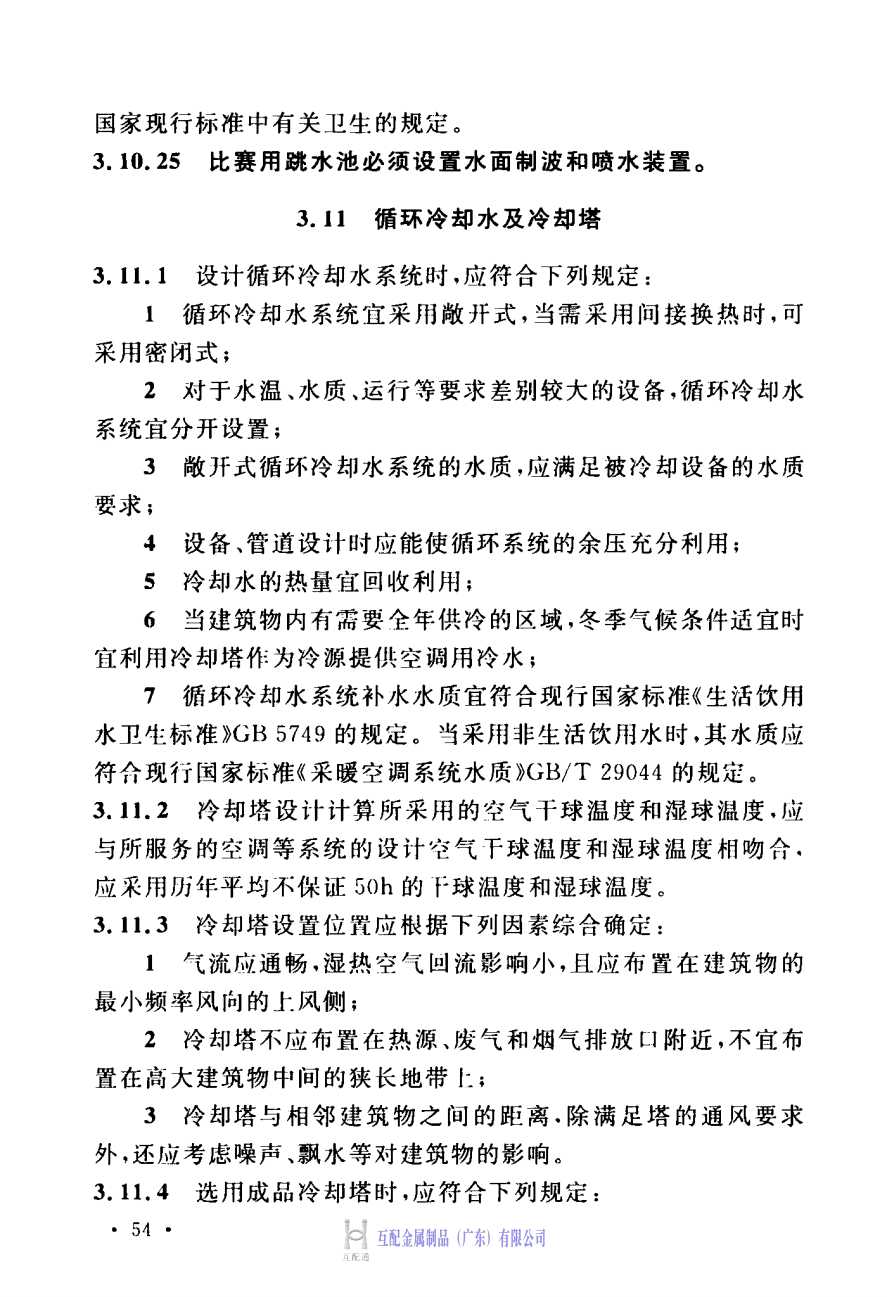 国家现行标准中有关卫生的规定。
3.10.25 比赛用跳水池必须设置水面制波和喷水装置。
3.11 循环冷却水及冷却塔
3.11.1 设计循环冷却水系统时,应符合下列规定:
1 循环冷却水系统宜采用敞开式,当需采用间接换热时,可
采用密闭式;
2 对于水温、水质、运行等要求差别较大的设备,循环冷却水
系统宜分开设置;
3 敞开式循环冷却水系统的水质,应满足被冷却设备的水质
要求;
4 设备、管道设计时应能使循环系统的余压充分利用;
5 冷却水的热量宜回收利用;
6 当建筑物内有需要全年供冷的区域,冬季气候条件适宜时
宜利用冷却塔作为冷源提供空调用冷水;
7 循环冷却水系统补水水质宜符合现行国家标准《生活饮用
水卫生标准》GB 5749 的规定。当采用非生活饮用水时,其水质应
符合现行国家标准《采暖空调系统水质》GB/T 29044 的规定。
3.11.2 冷却塔设计计算所采用的空气干球温度和湿球温度,应
与所服务的空调等系统的设计空气干球温度和湿球温度相吻合,
应采用历年平均不保证 50h 的干球温度和湿球温度。
3.11.3 冷却塔设置位置应根据下列因素综合确定:
1 气流应通畅,湿热空气回流影响小,且应布置在建筑物的
最小频率风向的上风侧;
2 冷却塔不应布置在热源、废气和烟气排放口附近,不宜布
置在高大建筑物中间的狭长地带上;
3 冷却塔与相邻建筑物之间的距离,除满足塔的通风要求
外,还应考虑噪声、飘水等对建筑物的影响。
3.11.4 选用成品冷却塔时,应符合下列规定:
· 54 ·
互配金属制品(广东)有限公司
互配通